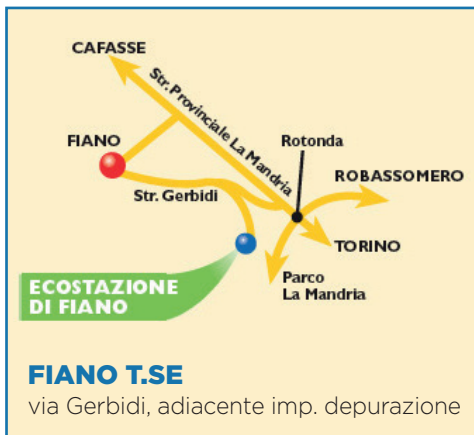 CAFASSE
Str. Provinciale La Mandria
FIANO
Rotonda
ROBASSOMERO
Str. Gerbidi
TORINO
Parco
La Mandria
ECOSTAZIONE
DI FIANO
FIANO T.SE
via Gerbidi, adiacente imp. depurazione